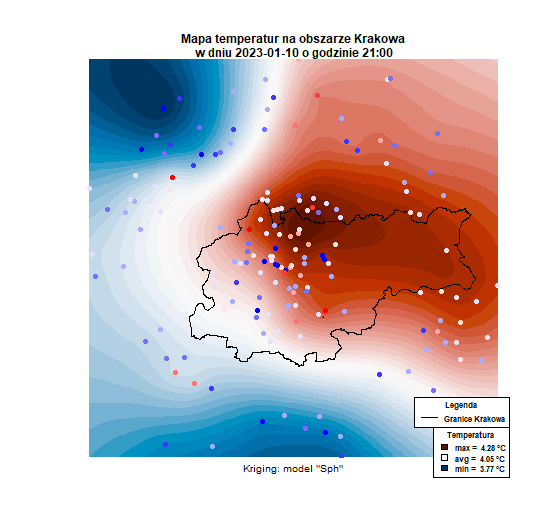 Mapa temperatur na obszarze Krakowa
w dniu 2023-01-10 o godzinie 21:00
Legenda
Granice Krakowa
Temperatura
max = 4.28 °C
avg = 4.05 °C
min = 3.77 °C
Kriging: model "Sph"